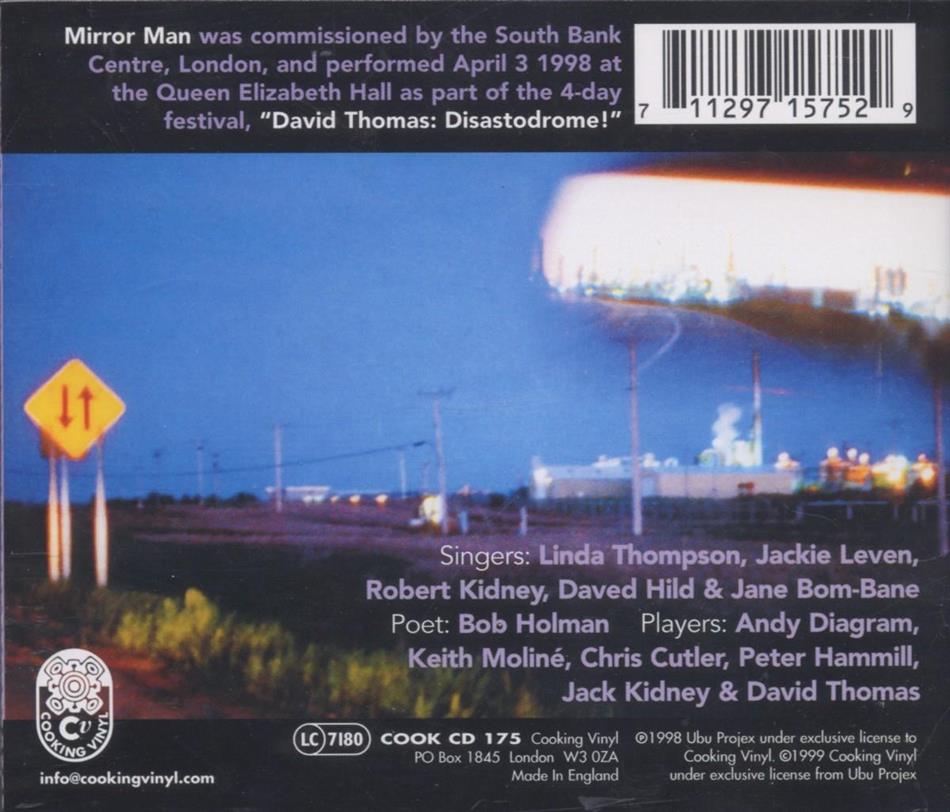 Mirror Man was commissioned by the South Bank
Centre, London, and performed April 3 1998 at
the Queen Elizabeth Hall as part of the 4-day
festival, “David Thomas: Disastodrome!”
7 11297 15752 9
Singers: Linda Thompson, Jackie Leven,
Robert Kidney, Daved Hild & Jane Bom-Bane
Poet: Bob Holman Players: Andy Diagram,
Keith Moliné, Chris Cutler, Peter Hammill,
Jack Kidney & David Thomas
Cv
COOKING VINYL
info@cookingvinyl.com
LC 7180 COOK CD 175 Cooking Vinyl
PO Box 1845 London W3 0ZA
Made In England
℗1998 Ubu Projex under exclusive license to
Cooking Vinyl. ©1999 Cooking Vinyl
under exclusive license from Ubu Projex